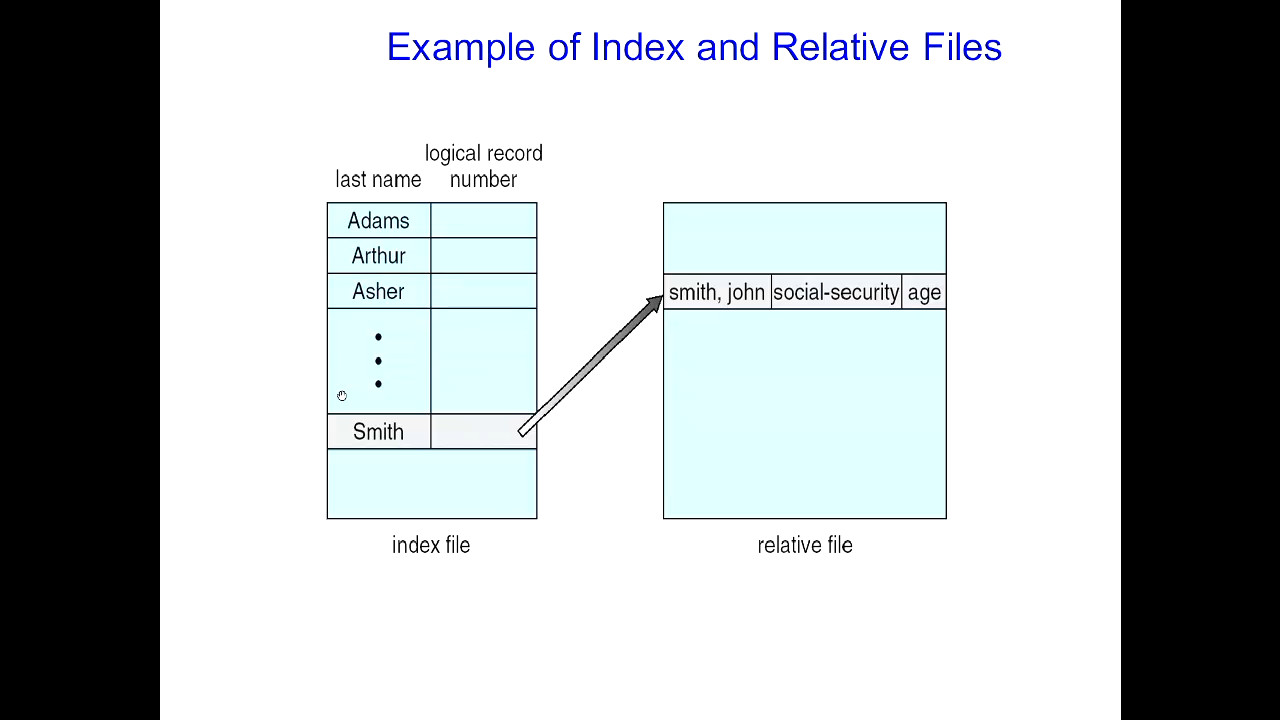 Example of Index and Relative Files
logical record
last name number
Adams
Arthur
Asher
smith, john social-security age
Smith
index file relative file